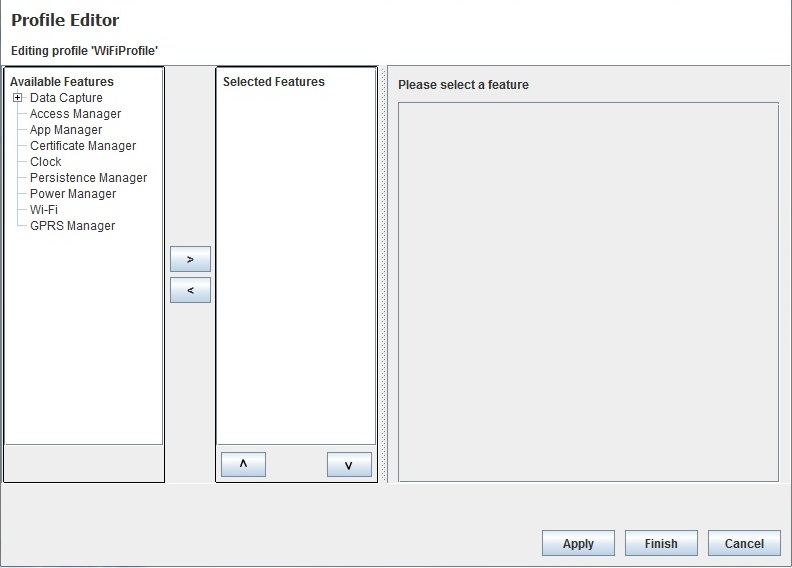 Profile Editor
Editing profile 'WiFiProfile'
Available Features
Data Capture
Access Manager
App Manager
Certificate Manager
Clock
Persistence Manager
Power Manager
Wi-Fi
GPRS Manager
>
<
Selected Features
^
v
Please select a feature
Apply Finish Cancel